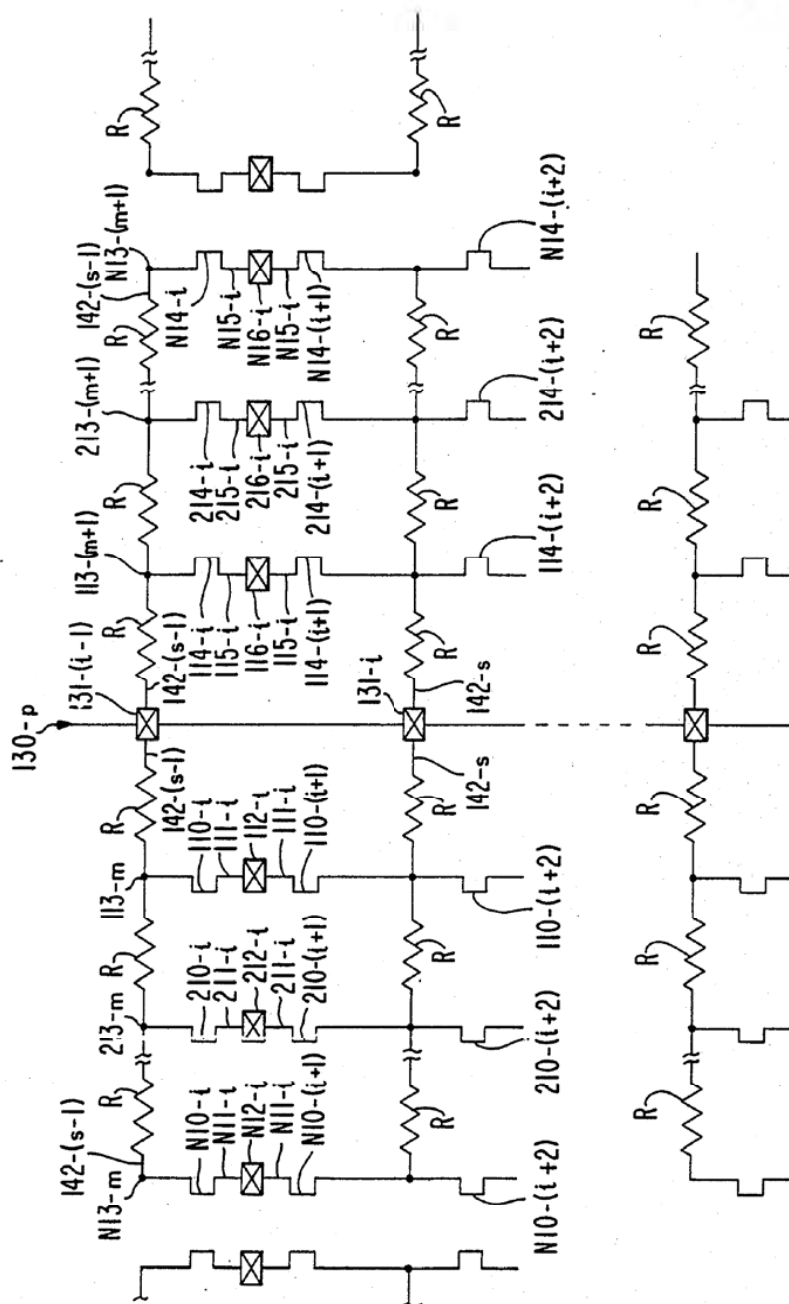 130-p
131-(i-1)
142-(s-1)
142-(s-1)
R
R
113-m
213-m
R
142-(s-1)
N13-m
113-(m+1)
R
213-(m+1)
R
142-(s-1)
N13-(m+1)
R
N10-i
N11-i
N12-i
N11-i
N10-(i+1)
210-i
211-i
212-i
211-i
210-(i+1)
110-i
111-i
112-i
111-i
110-(i+1)
114-i
115-i
116-i
115-i
114-(i+1)
214-i
215-i
216-i
215-i
214-(i+1)
N14-i
N15-i
N16-i
N15-i
N14-(i+1)
131-i
142-s
142-s
R
R
R
R
R
R
R
N10-(i+2)
210-(i+2)
110-(i+2)
114-(i+2)
214-(i+2)
N14-(i+2)
R
R
R
R
R
R